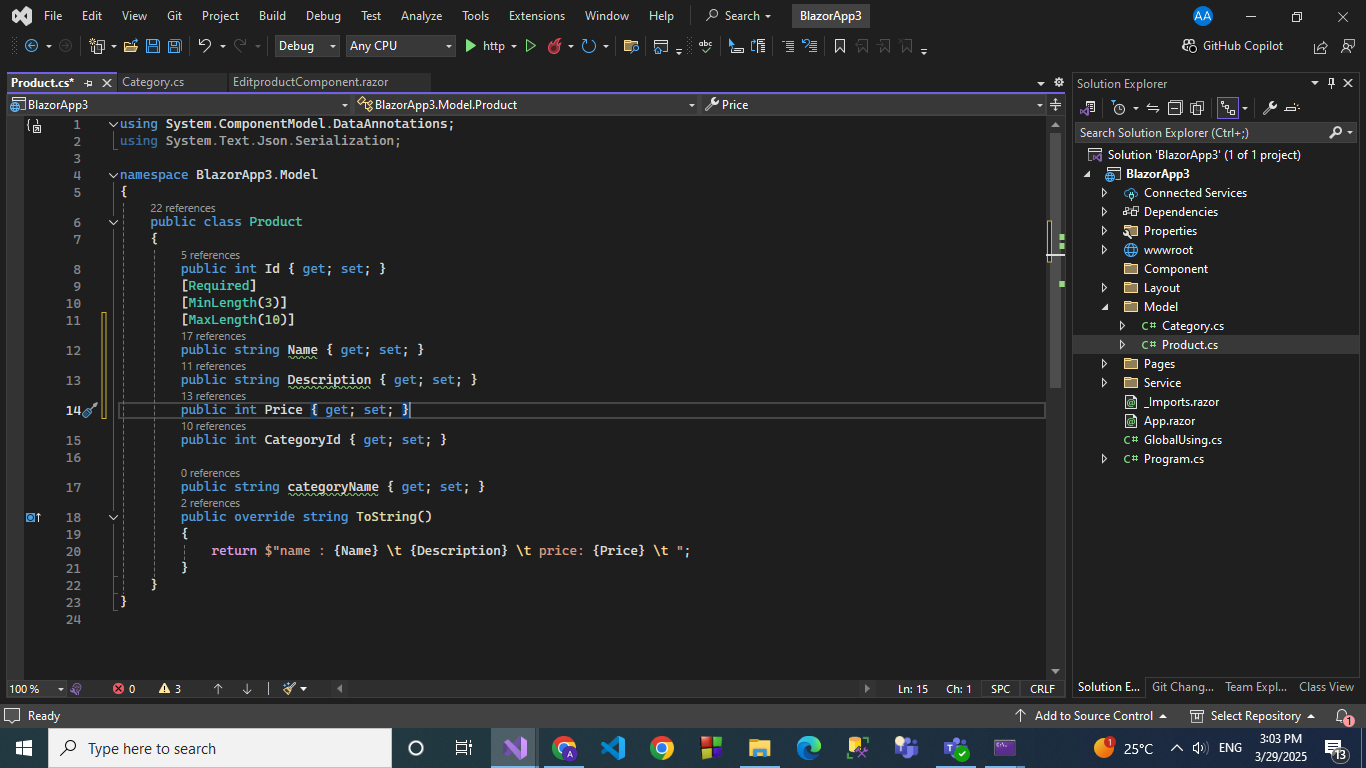 File Edit View Git Project Build Debug Test Analyze Tools Extensions Window Help Search BlazorApp3 AA
Debug Any CPU http GitHub Copilot
Product.cs* Category.cs EditproductComponent.razor
BlazorApp3 BlazorApp3.Model.Product Price
1 using System.ComponentModel.DataAnnotations;
2 using System.Text.Json.Serialization;
3
4 namespace BlazorApp3.Model
5 {
22 references
6 public class Product
7 {
5 references
8 public int Id { get; set; }
9 [Required]
10 [MinLength(3)]
11 [MaxLength(10)]
17 references
12 public string Name { get; set; }
11 references
13 public string Description { get; set; }
13 references
14 public int Price { get; set; }
10 references
15 public int CategoryId { get; set; }
16
0 references
17 public string categoryName { get; set; }
2 references
18 public override string ToString()
19 {
20 return $"name : {Name} \t {Description} \t price: {Price} \t ";
21 }
22 }
23 }
24
100 % 0 3 Ln: 15 Ch: 1 SPC CRLF
Solution Explorer
Search Solution Explorer (Ctrl+;)
Solution 'BlazorApp3' (1 of 1 project)
BlazorApp3
Connected Services
Dependencies
Properties
wwwroot
Component
Layout
Model
C# Category.cs
C# Product.cs
Pages
Service
_Imports.razor
App.razor
C# GlobalUsing.cs
C# Program.cs
Solution E... Git Chang... Team Expl... Class View
Ready Add to Source Control Select Repository 1
Type here to search 1 25°C ENG 3:03 PM
3/29/2025 13